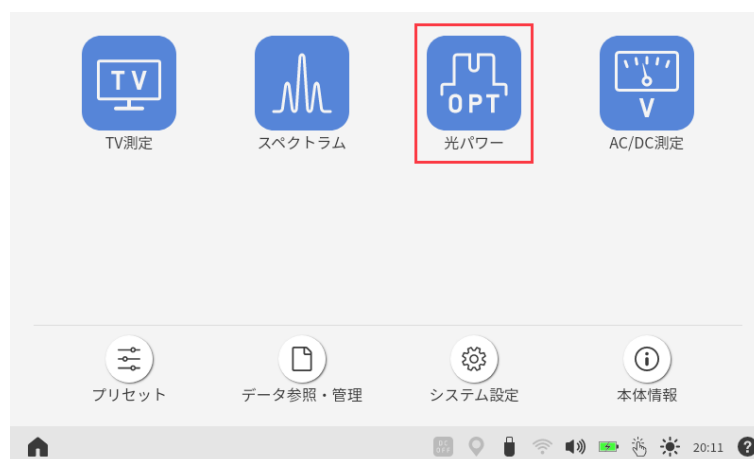 TV
OPT
V
TV測定
スペクトラム
光パワー
AC/DC測定
プリセット
データ参照・管理
システム設定
本体情報
DC
OFF
20:11
?